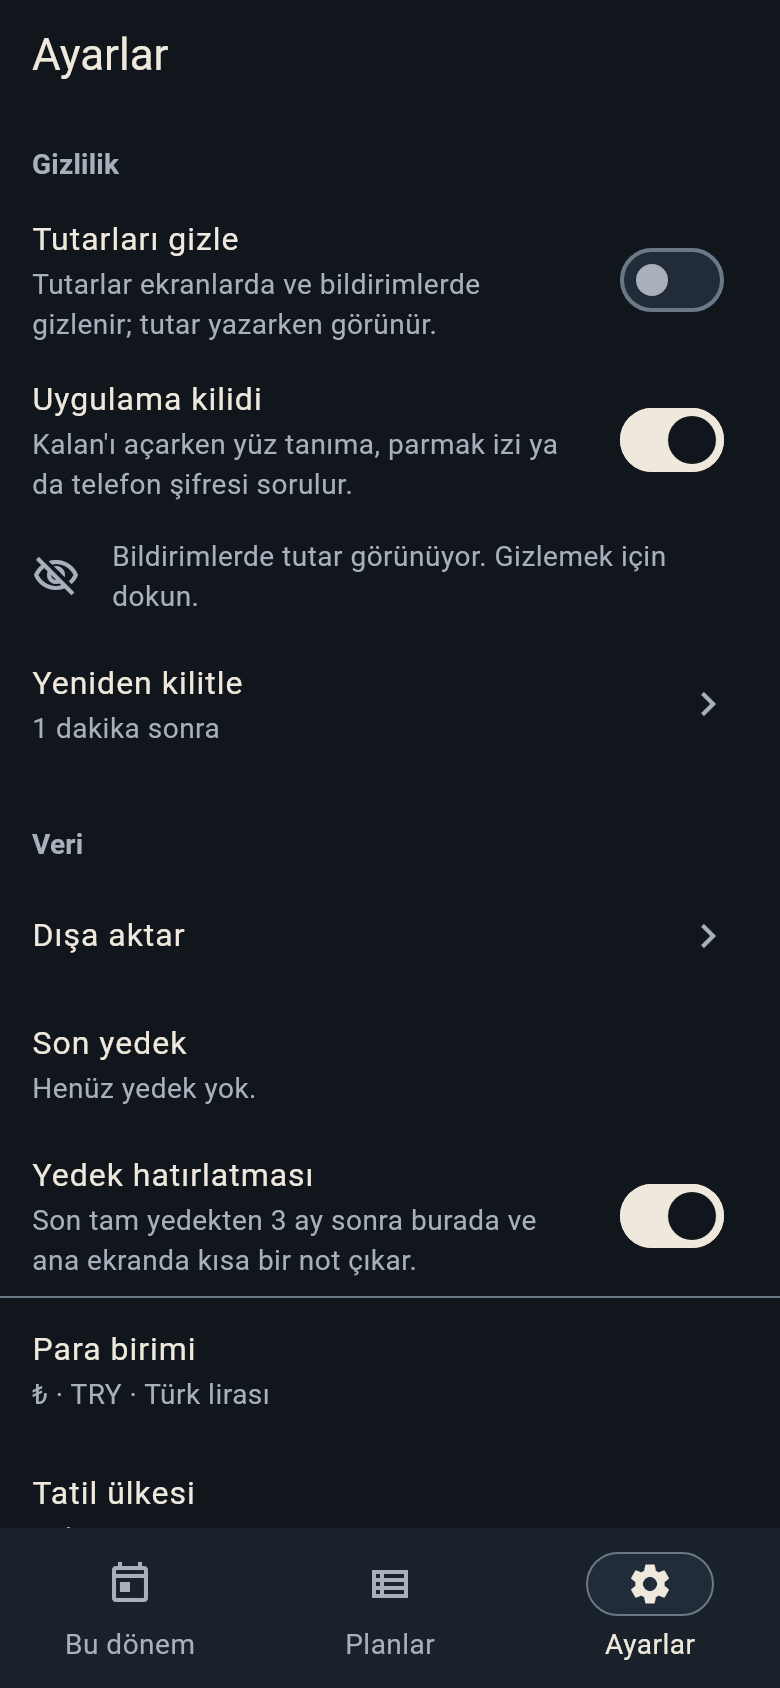 Ayarlar
Gizlilik
Tutarları gizle
Tutarlar ekranlarda ve bildirimlerde
gizlenir; tutar yazarken görünür.
Uygulama kilidi
Kalan'ı açarken yüz tanıma, parmak izi ya
da telefon şifresi sorulur.
Bildirimlerde tutar görünüyor. Gizlemek için
dokun.
Yeniden kilitle
1 dakika sonra
Veri
Dışa aktar
Son yedek
Henüz yedek yok.
Yedek hatırlatması
Son tam yedekten 3 ay sonra burada ve
ana ekranda kısa bir not çıkar.
Para birimi
₺ · TRY · Türk lirası
Tatil ülkesi
Bu dönem
Planlar
Ayarlar